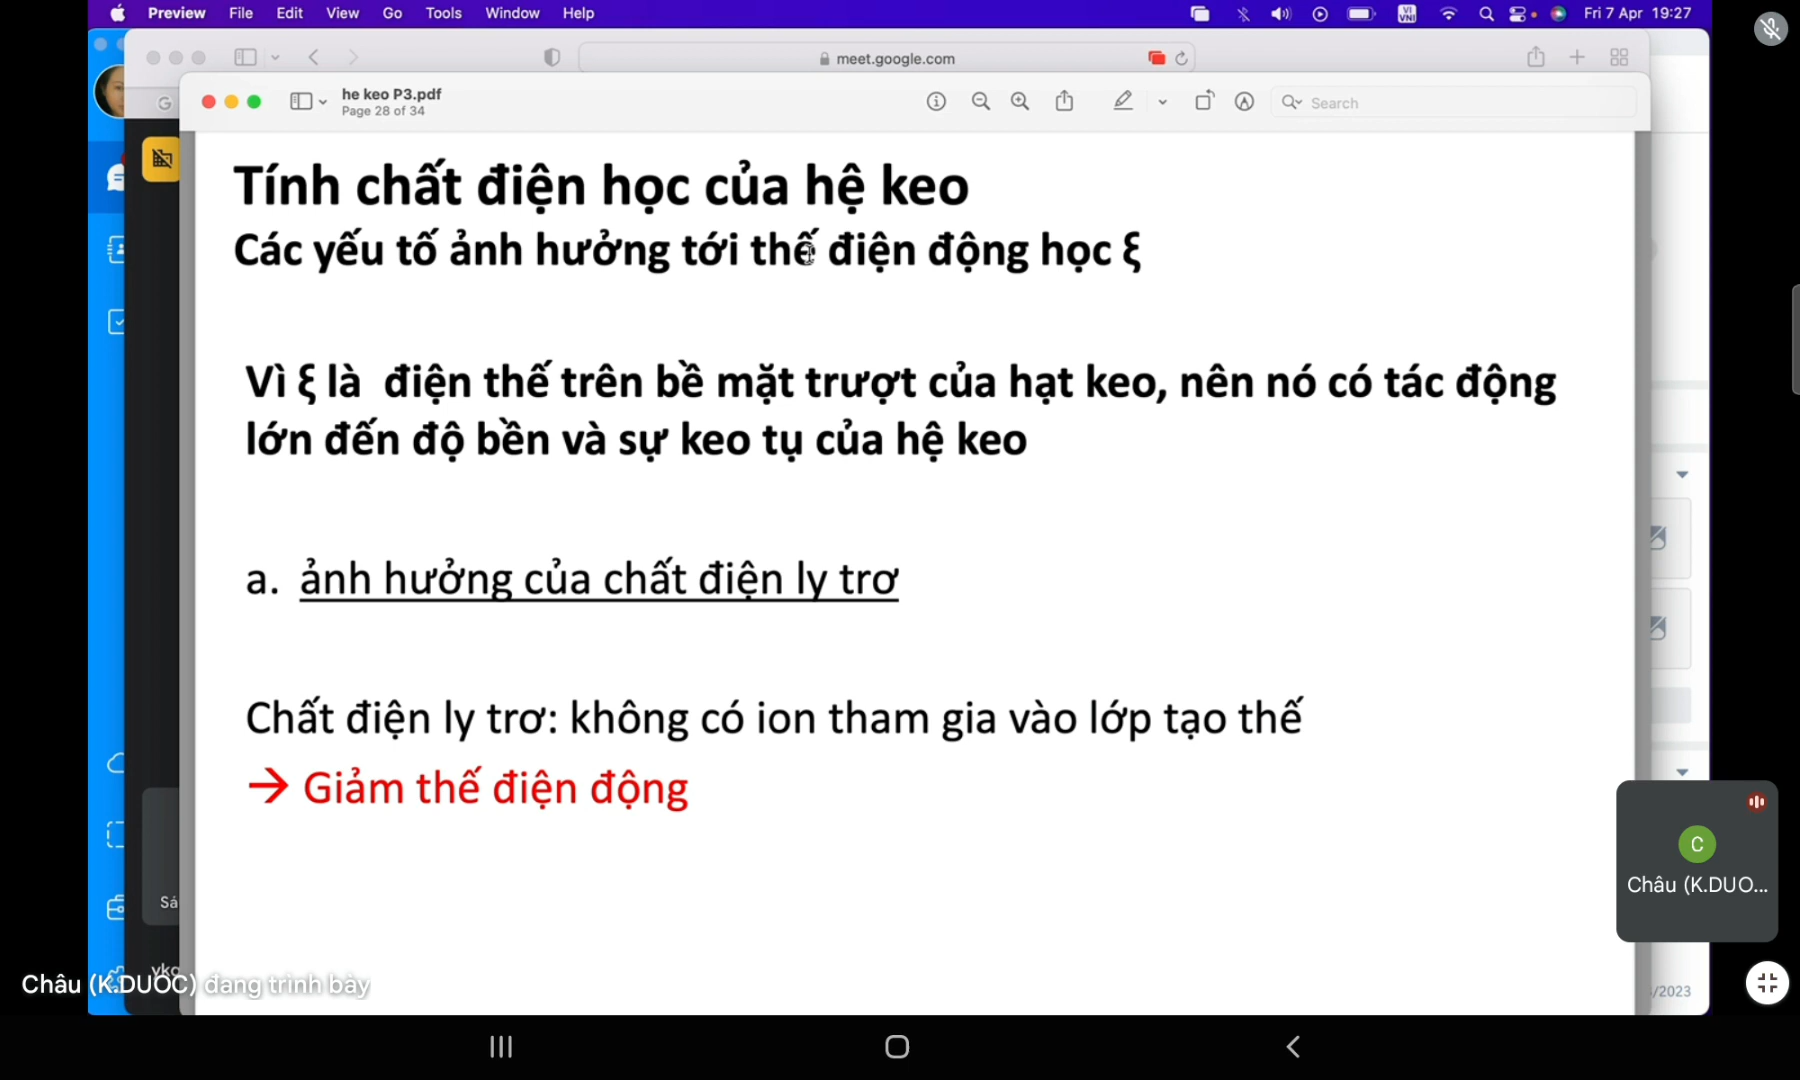 Preview File Edit View Go Tools Window Help
VI
VNI
Fri 7 Apr 19:27
meet.google.com
G
he keo P3.pdf
Page 28 of 34
Search
Tính chất điện học của hệ keo
Các yếu tố ảnh hưởng tới thế điện động học ξ
Vì ξ là điện thế trên bề mặt trượt của hạt keo, nên nó có tác động
lớn đến độ bền và sự keo tụ của hệ keo
a. ảnh hưởng của chất điện ly trơ
Chất điện ly trơ: không có ion tham gia vào lớp tạo thế
→ Giảm thế điện động
C
Châu (K.DUO...
Sá
Châu (K.DUOC) đang trình bày
/2023